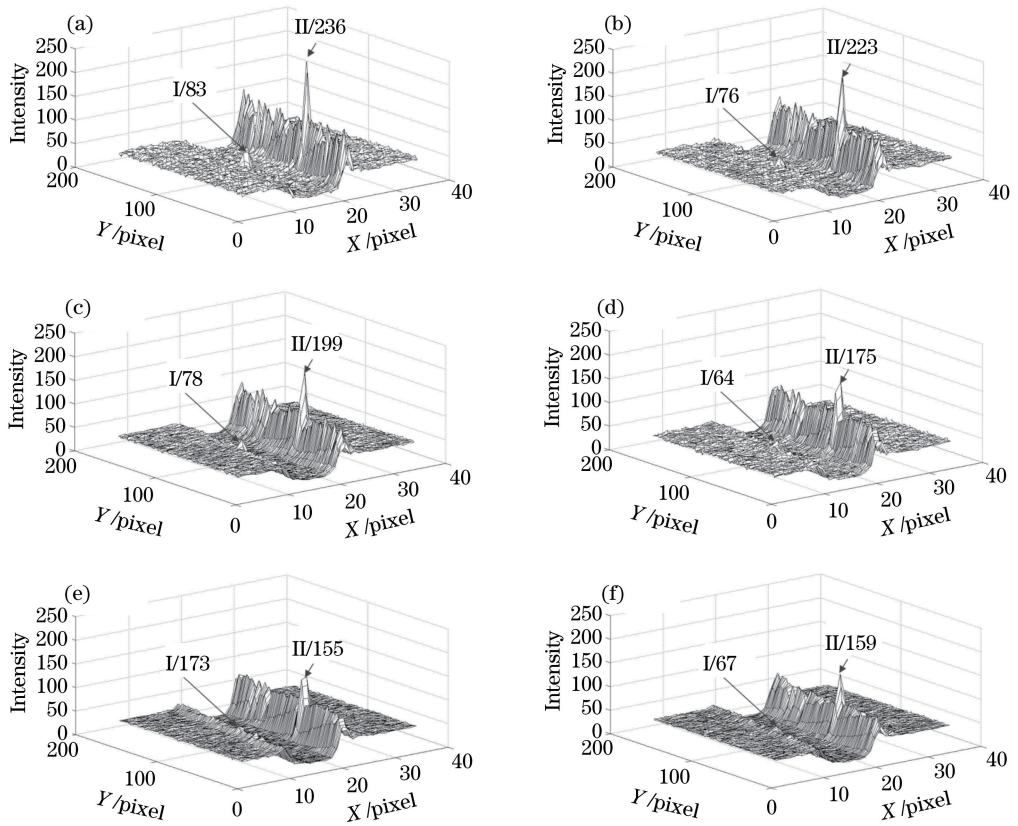 (a)
II/236
I/83
Intensity
250
200
150
100
50
0
200
100
0
10
20
30
40
Y /pixel
X /pixel
(b)
II/223
I/76
Intensity
250
200
150
100
50
0
200
100
0
10
20
30
40
Y /pixel
X /pixel
(c)
II/199
I/78
Intensity
250
200
150
100
50
0
200
100
0
10
20
30
40
Y /pixel
X /pixel
(d)
II/175
I/64
Intensity
250
200
150
100
50
0
200
100
0
10
20
30
40
Y /pixel
X /pixel
(e)
II/155
I/173
Intensity
250
200
150
100
50
0
200
100
0
10
20
30
40
Y /pixel
X /pixel
(f)
II/159
I/67
Intensity
250
200
150
100
50
0
200
100
0
10
20
30
40
Y /pixel
X /pixel